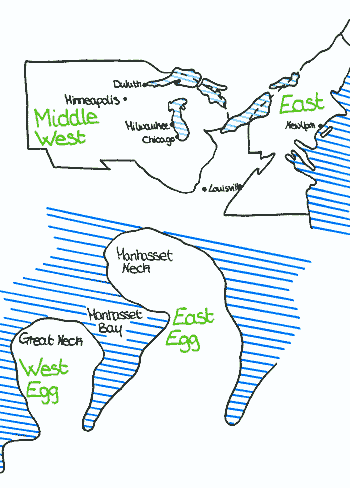 Duluth
Minneapolis
Middle
West
East
New York
Milwaukee
Chicago
Louisville
Manhasset
Neck
Manhasset
Bay
East
Egg
Great Neck
West
Egg